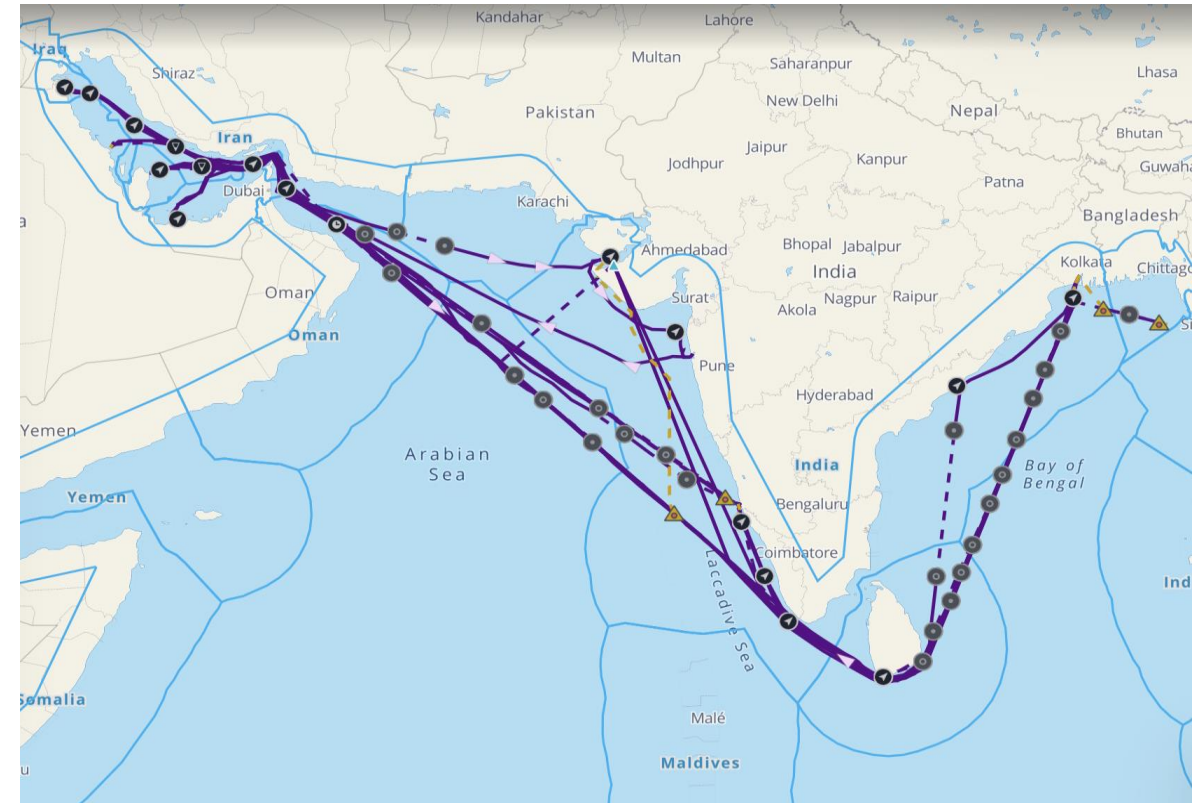 Kandahar
Lahore
Iraq
Multan
Saharanpur
Shiraz
Lhasa
New Delhi
Pakistan
Nepal
Iran
Bhutan
Jaipur
Jodhpur
Kanpur
Guwaha
Dubai
Patna
Karachi
Bangladesh
Ahmedabad
Bhopal
Jabalpur
Kolkata
Chittago
India
Oman
Surat
Nagpur
Raipur
Akola
Oman
Pune
Hyderabad
Yemen
Arabian
Sea
India
Bay of
Bengal
Yemen
Bengaluru
Coimbatore
Laccadive Sea
Ind
Somalia
Malé
Maldives
u